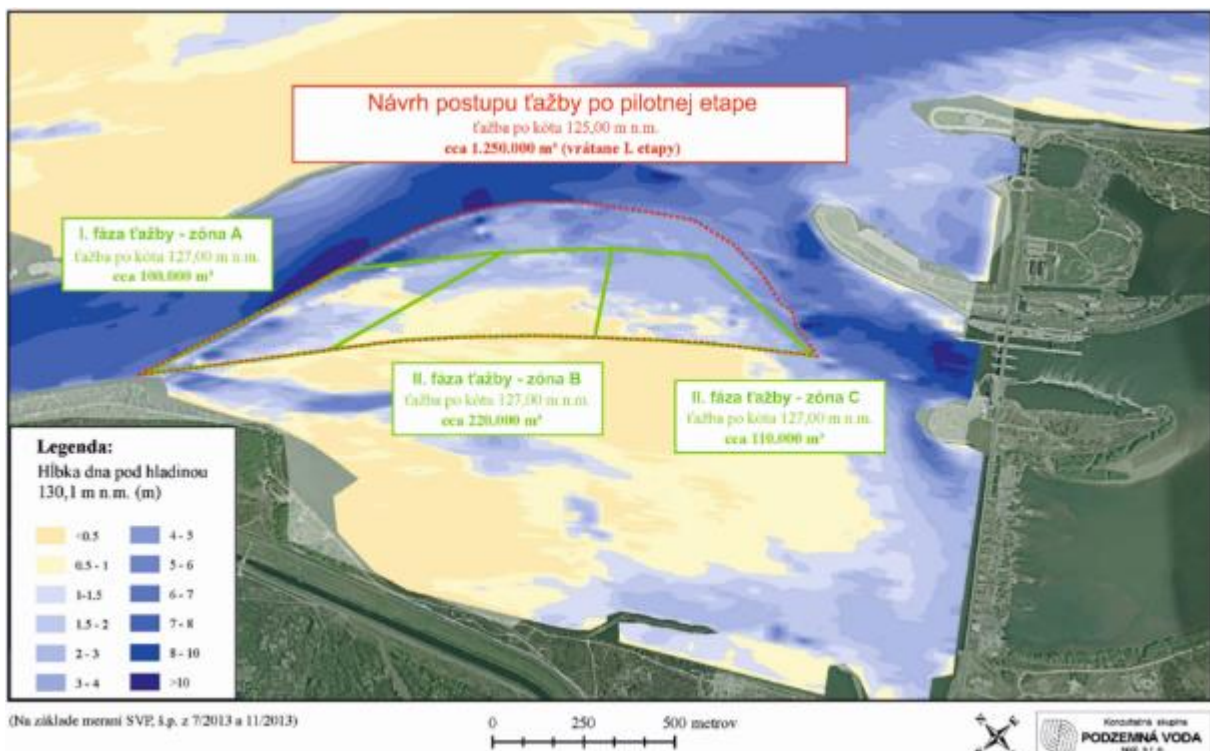 Návrh postupu ťažby po pilotnej etape
ťažba po kótu 125,00 m n.m.
cca 1.250.000 m³ (vrátane I. etapy)
I. fáza ťažby - zóna A
ťažba po kótu 127,00 m n.m.
cca 100.000 m³
II. fáza ťažby - zóna B
ťažba po kótu 127,00 m n.m.
cca 220.000 m³
II. fáza ťažby - zóna C
ťažba po kótu 127,00 m n.m.
cca 110.000 m³
Legenda:
Hĺbka dna pod hladinou
130,1 m n.m. (m)
<0.5
0.5 - 1
1-1.5
1.5 - 2
2 - 3
3 - 4
4 - 5
5 - 6
6 - 7
7 - 8
8 - 10
>10
(Na základe meraní SVP, š.p. z 7/2013 a 11/2013)
0 250 500 metrov
N E
S
Konzultačná skupina
PODZEMNÁ VODA
spol. s r. o.